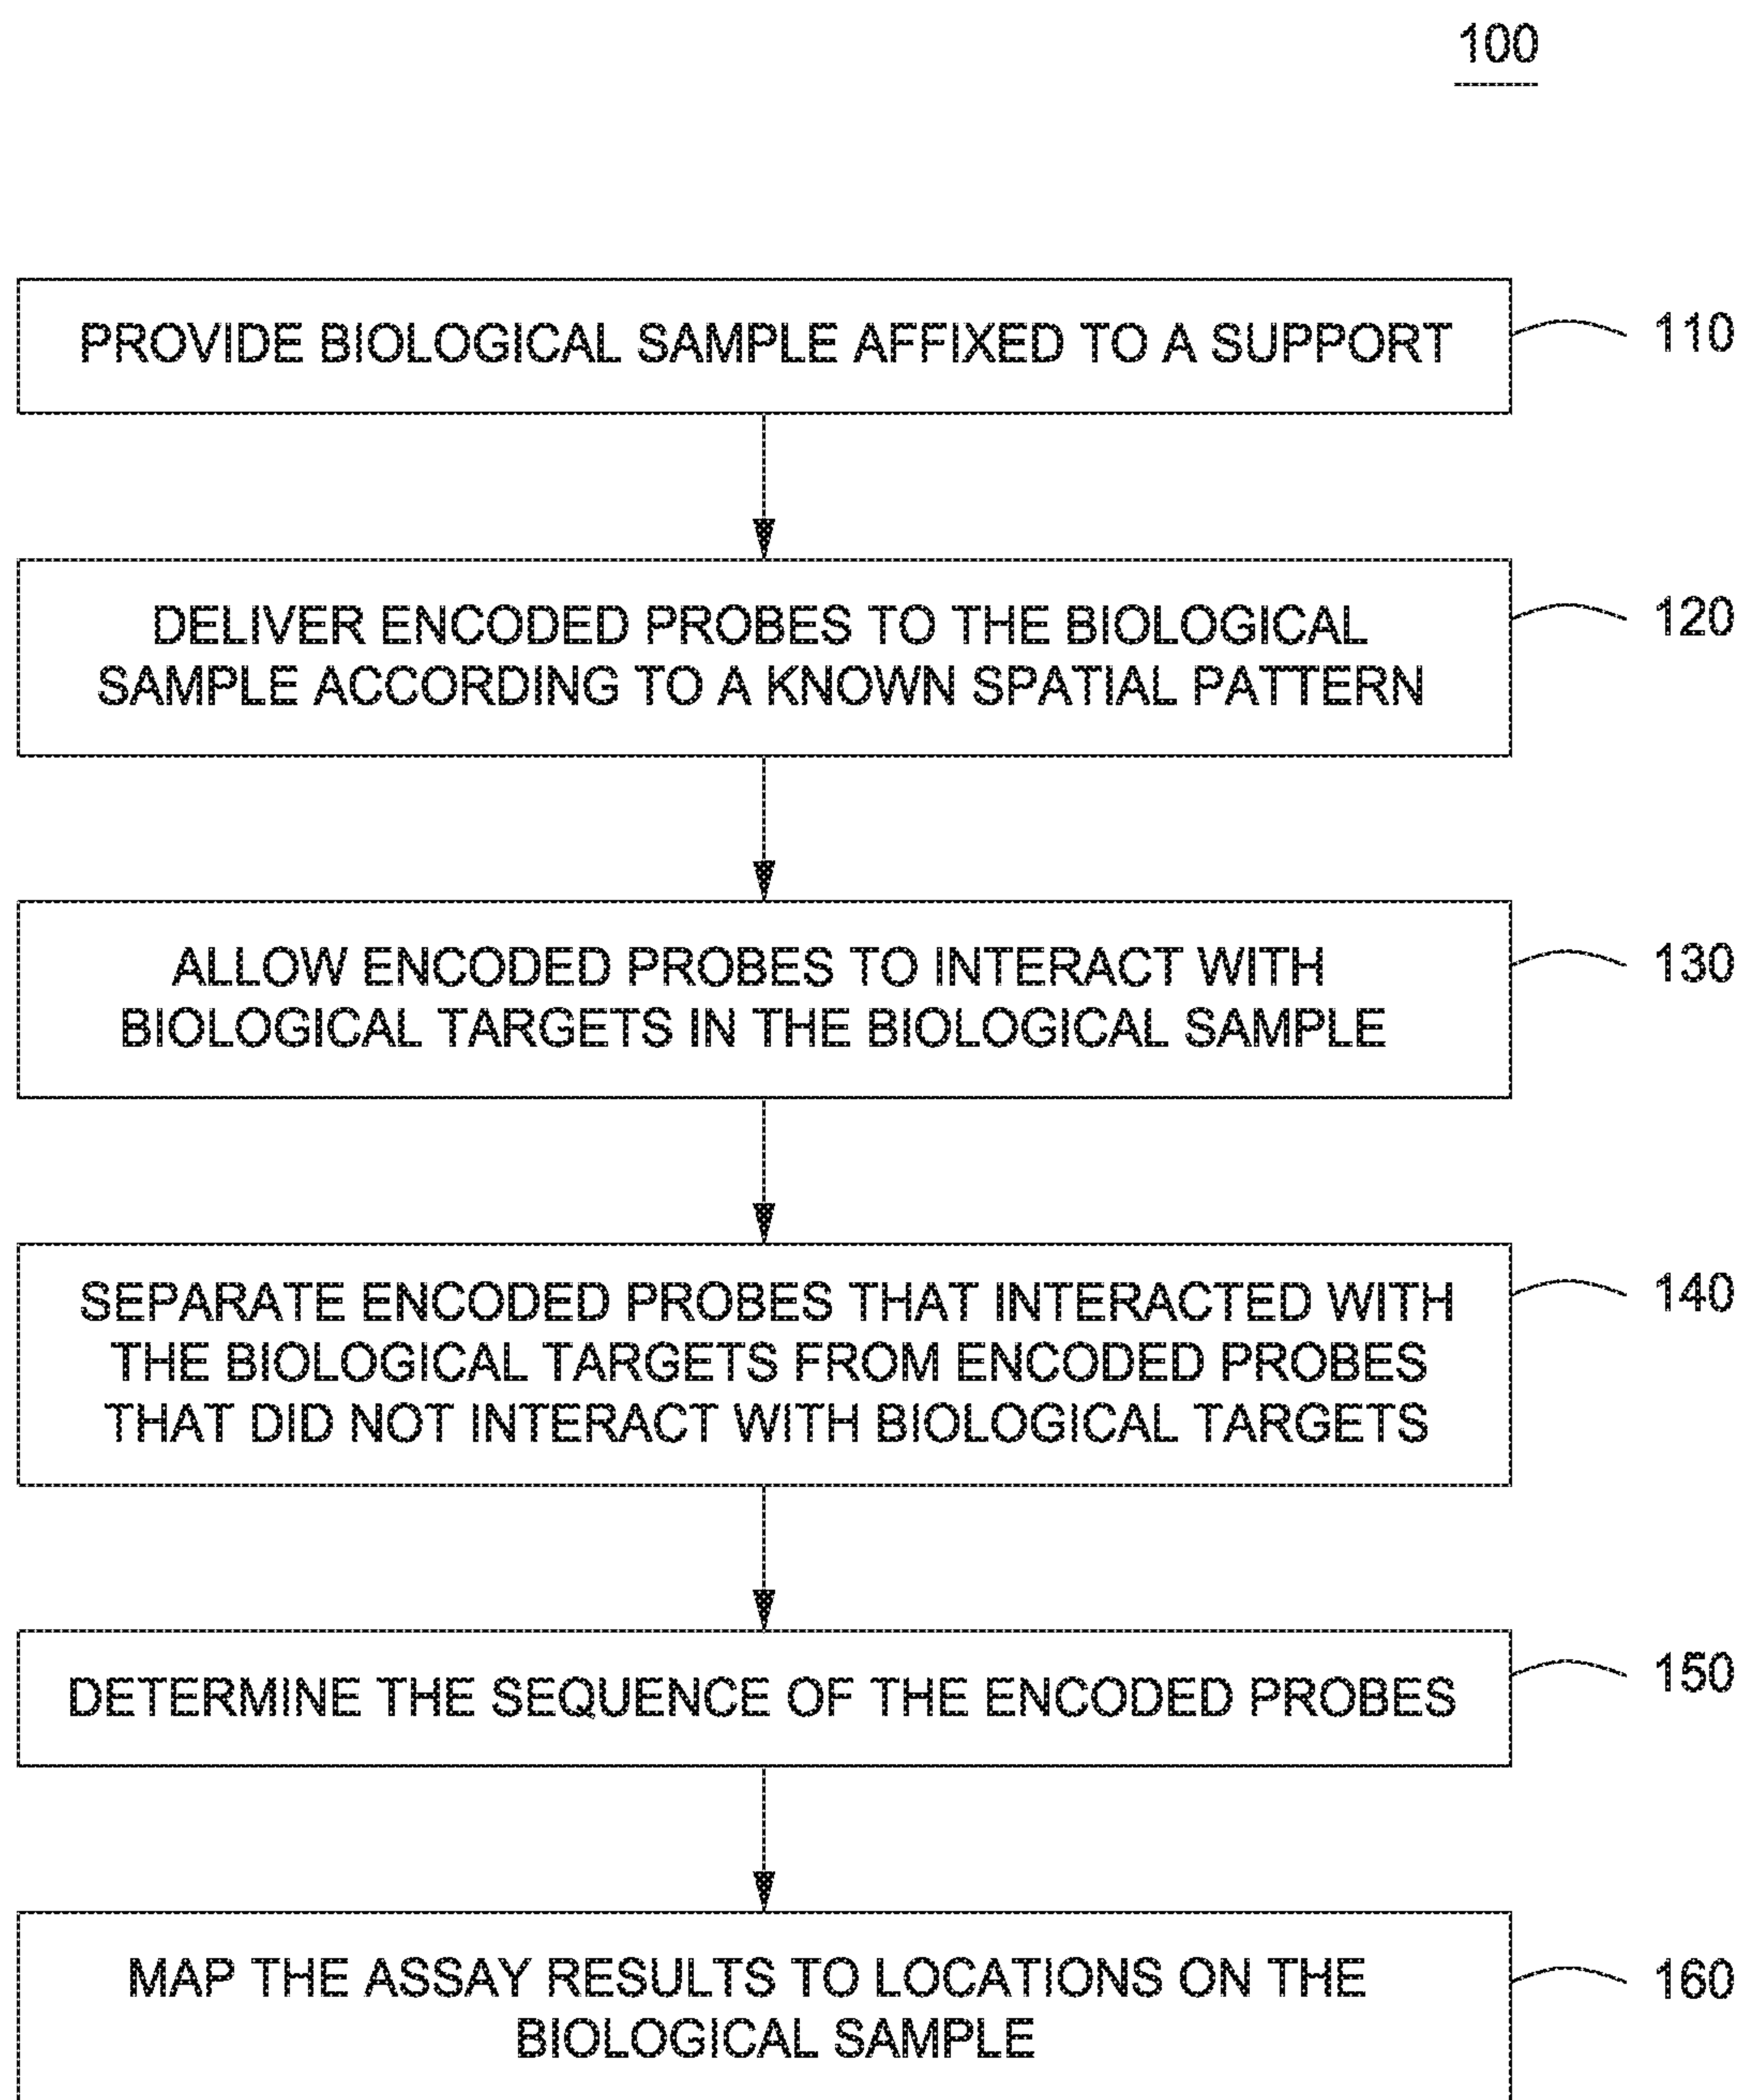 100
PROVIDE BIOLOGICAL SAMPLE AFFIXED TO A SUPPORT
110
DELIVER ENCODED PROBES TO THE BIOLOGICAL
SAMPLE ACCORDING TO A KNOWN SPATIAL PATTERN
120
ALLOW ENCODED PROBES TO INTERACT WITH
BIOLOGICAL TARGETS IN THE BIOLOGICAL SAMPLE
130
SEPARATE ENCODED PROBES THAT INTERACTED WITH
THE BIOLOGICAL TARGETS FROM ENCODED PROBES
THAT DID NOT INTERACT WITH BIOLOGICAL TARGETS
140
DETERMINE THE SEQUENCE OF THE ENCODED PROBES
150
MAP THE ASSAY RESULTS TO LOCATIONS ON THE
BIOLOGICAL SAMPLE
160